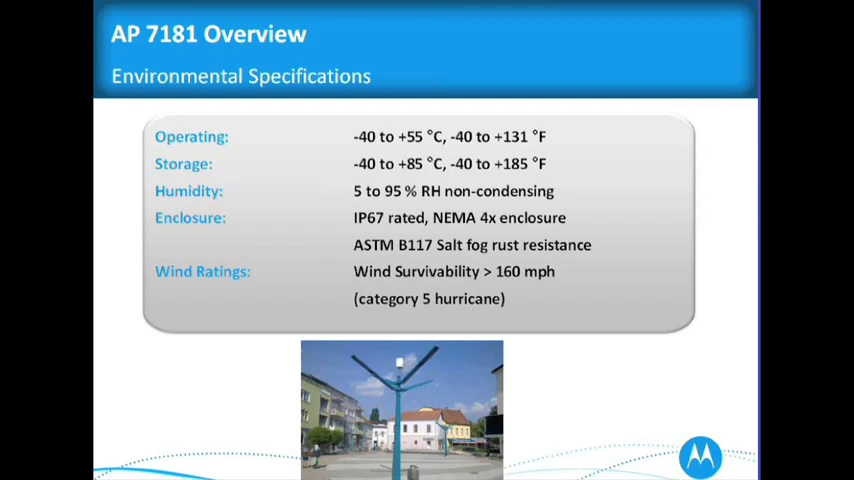 AP 7181 Overview
Environmental Specifications
Operating: -40 to +55 °C, -40 to +131 °F
Storage: -40 to +85 °C, -40 to +185 °F
Humidity: 5 to 95 % RH non-condensing
Enclosure: IP67 rated, NEMA 4x enclosure
ASTM B117 Salt fog rust resistance
Wind Ratings: Wind Survivability > 160 mph
(category 5 hurricane)